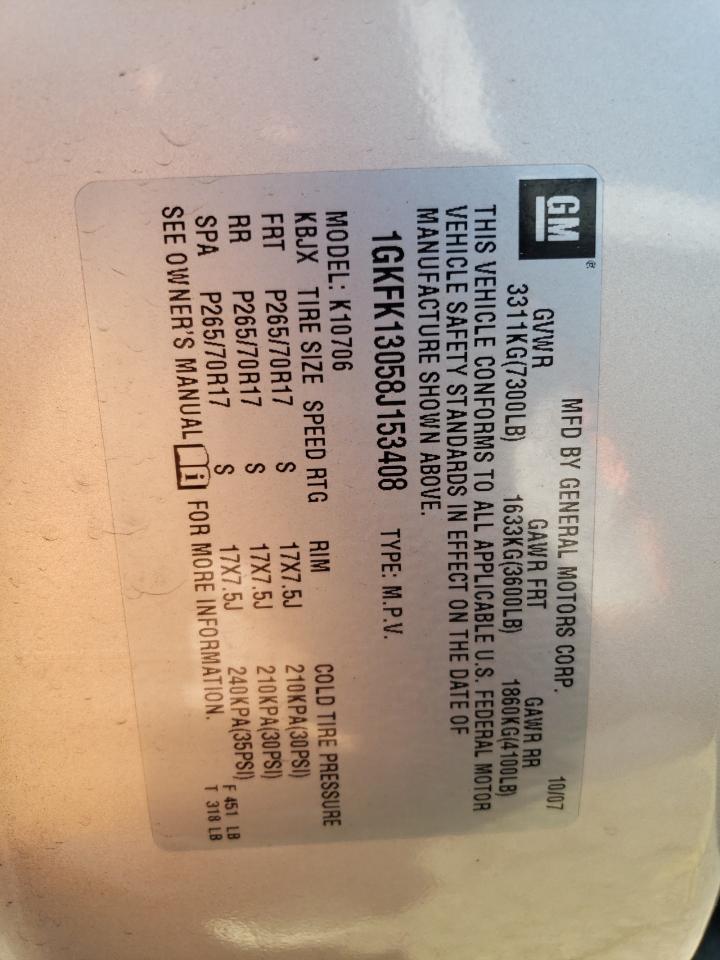 GM®
MFD BY GENERAL MOTORS CORP.
10/07
GVWR GAWR FRT GAWR RR
3311KG(7300LB) 1633KG(3600LB) 1860KG(4100LB)
THIS VEHICLE CONFORMS TO ALL APPLICABLE U.S. FEDERAL MOTOR
VEHICLE SAFETY STANDARDS IN EFFECT ON THE DATE OF
MANUFACTURE SHOWN ABOVE.
1GKFK13058J153408 TYPE: M.P.V.
MODEL: K10706
KBJX TIRE SIZE SPEED RTG RIM COLD TIRE PRESSURE
FRT P265/70R17 S 17X7.5J 210KPA(30PSI)
RR P265/70R17 S 17X7.5J 210KPA(30PSI)
SPA P265/70R17 S 17X7.5J 240KPA(35PSI)
SEE OWNER'S MANUAL i FOR MORE INFORMATION.
F 451 LB
T 318 LB